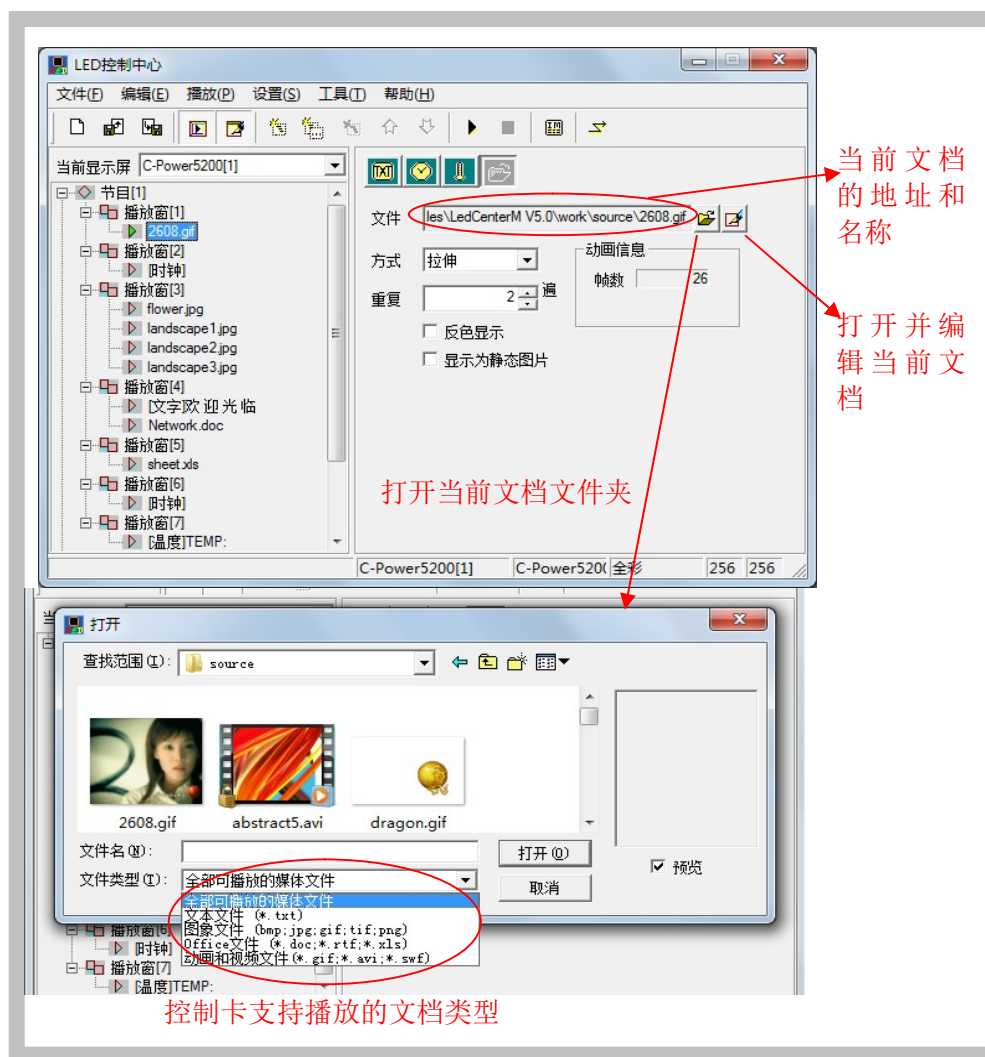 LED控制中心
文件(F) 编辑(E) 播放(P) 设置(S) 工具(T) 帮助(H)
当前显示屏 C-Power5200[1]
节目[1]
播放窗[1]
2608.gif
播放窗[2]
[时钟]
播放窗[3]
flower.jpg
landscape1.jpg
landscape2.jpg
landscape3.jpg
播放窗[4]
[文字]欢 迎 光 临
Network.doc
播放窗[5]
sheet.xls
播放窗[6]
[时钟]
播放窗[7]
[温度]TEMP:
TXT
文件 les\LedCenterM V5.0\work\source\2608.gif
方式 拉伸
重复 2 遍
动画信息
帧数 26
反色显示
显示为静态图片
C-Power5200[1] C-Power520( 全彩 256 256
当前文档的地址和名称
打开并编辑当前文档
打开当前文档文件夹
打开
查找范围(I): source
2608.gif abstract5.avi dragon.gif
文件名(N): 打开(O)
文件类型(T): 全部可播放的媒体文件 取消
预览
全部可播放的媒体文件
文本文件 (*.txt)
图象文件 (bmp;jpg;gif;tif;png)
Office文件 (*.doc;*.rtf;*.xls)
动画和视频文件(*.gif;*.avi;*.swf)
播放窗[6]
[时钟]
播放窗[7]
[温度]TEMP:
控制卡支持播放的文档类型